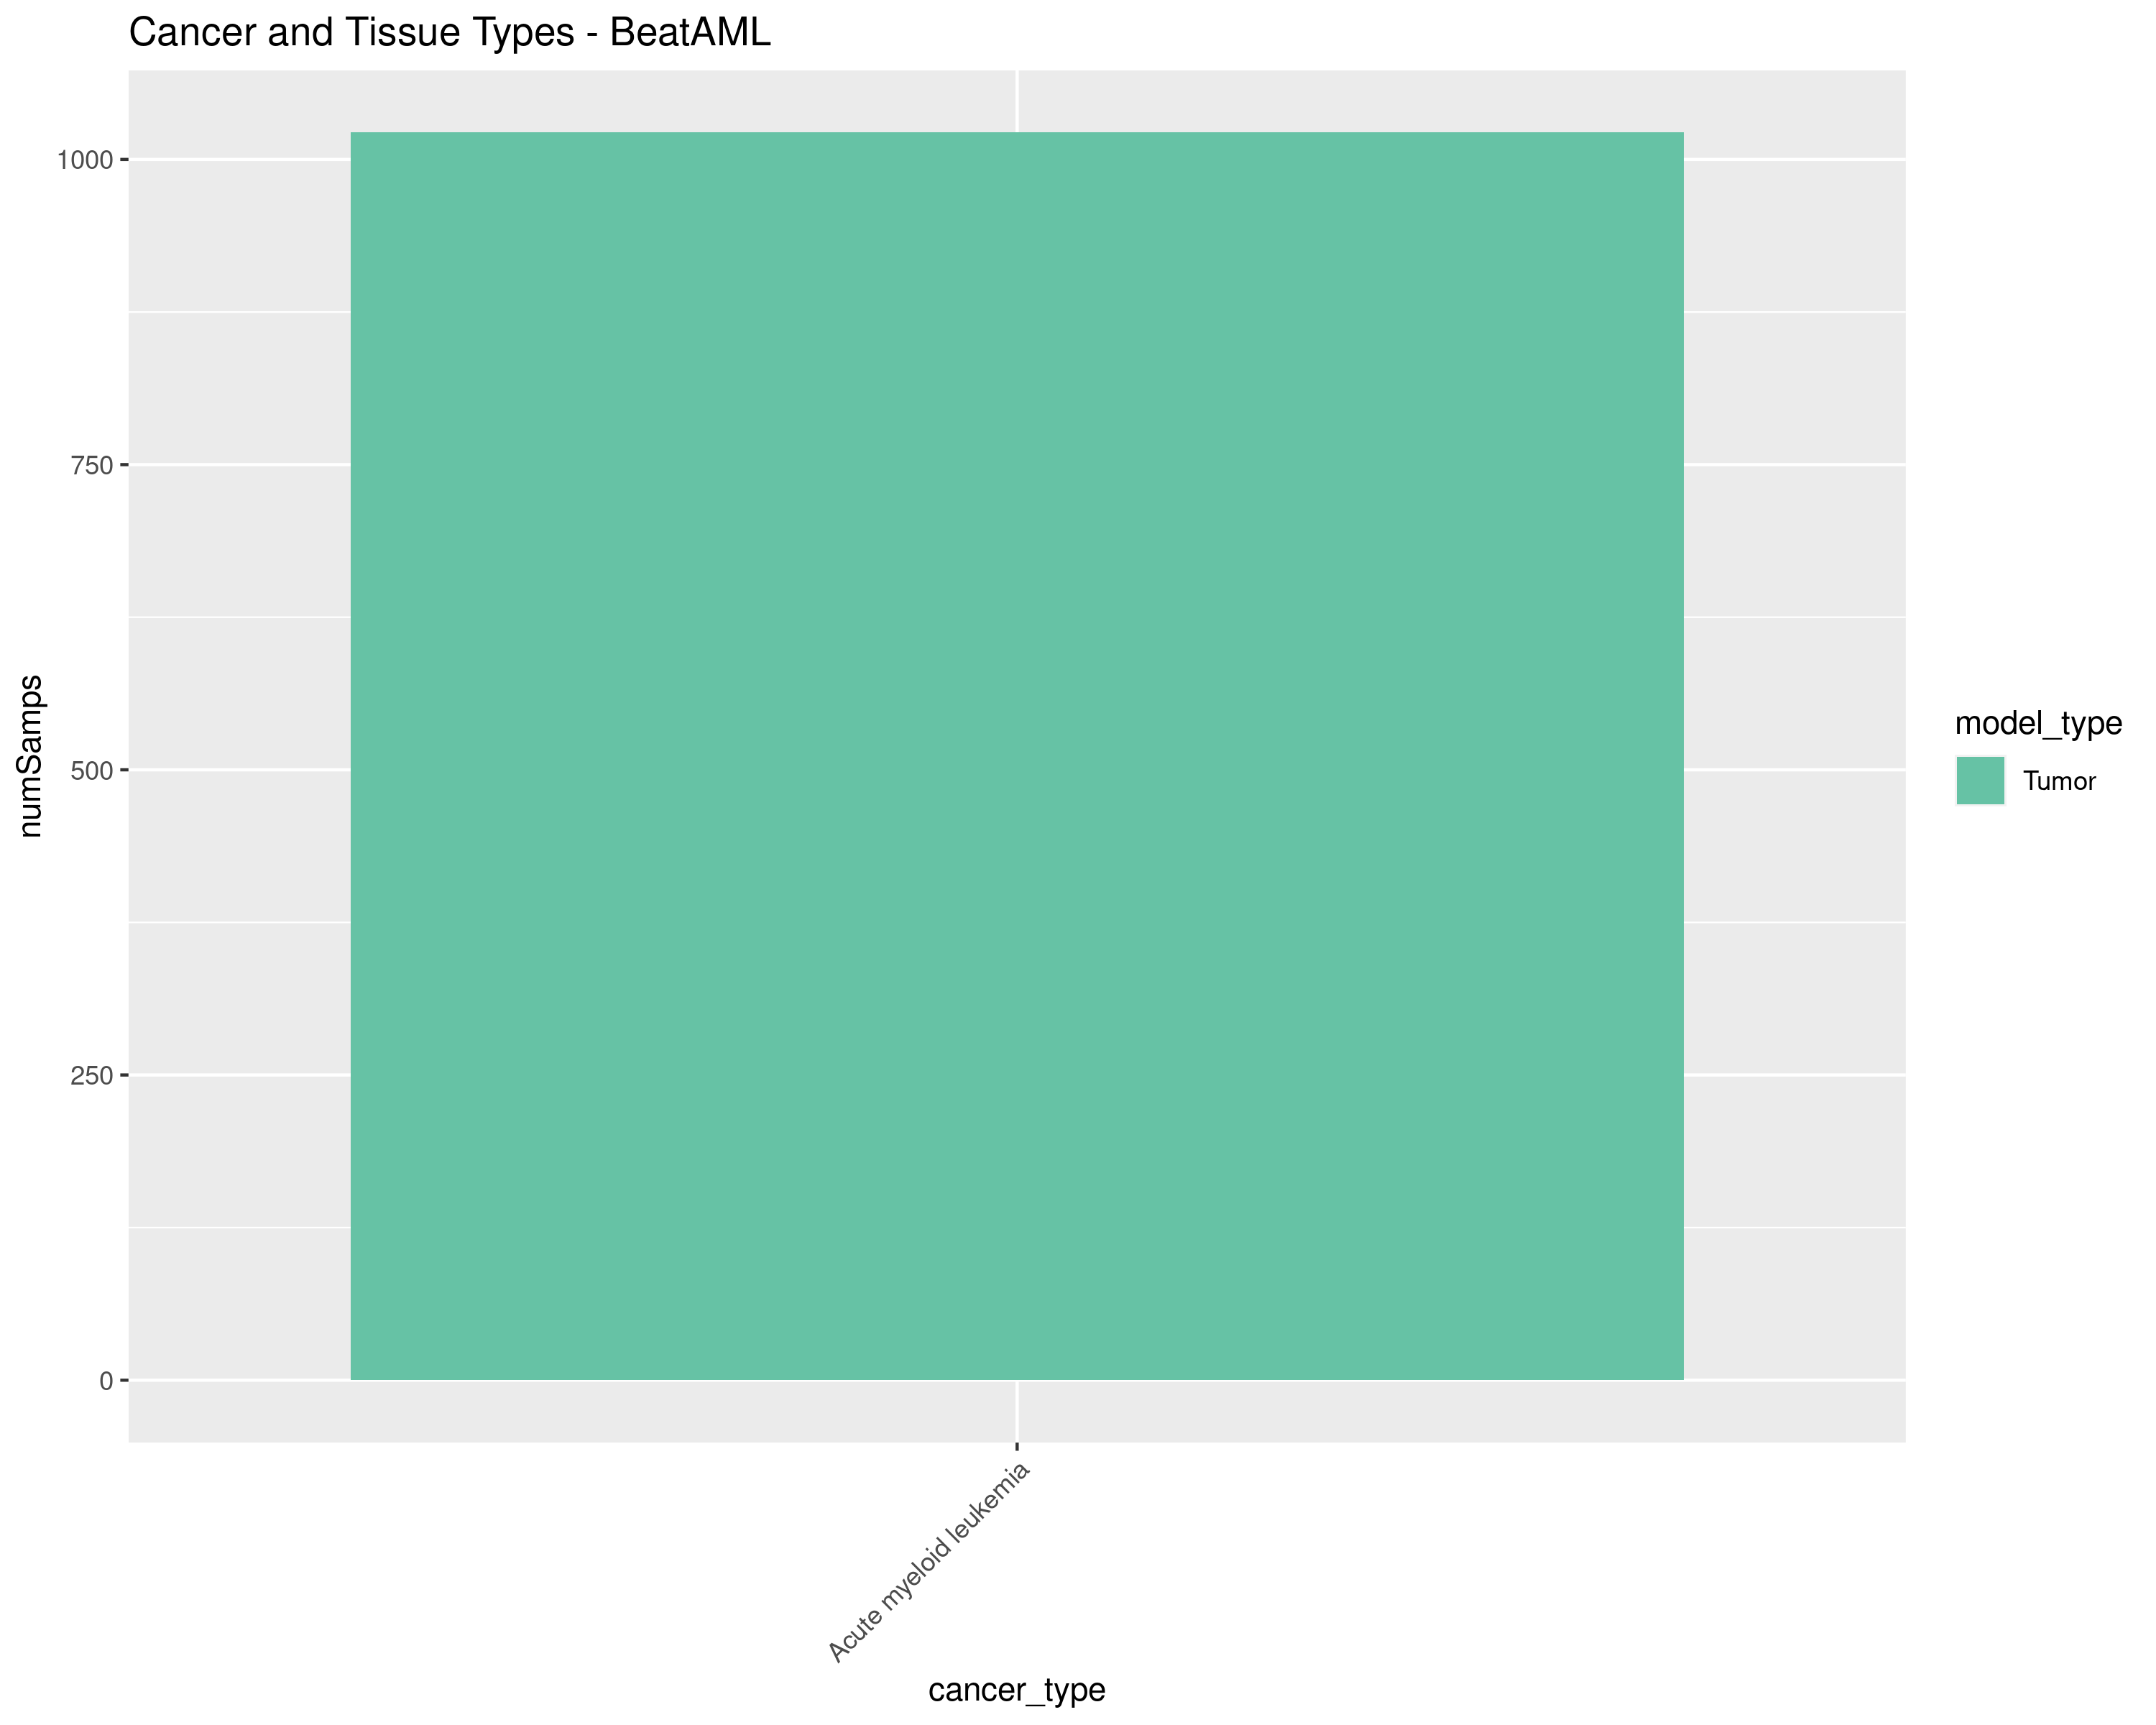 Cancer and Tissue Types - BeatAML
1000
750
500
250
0
numSamps
Acute myeloid leukemia
cancer_type
model_type
Tumor